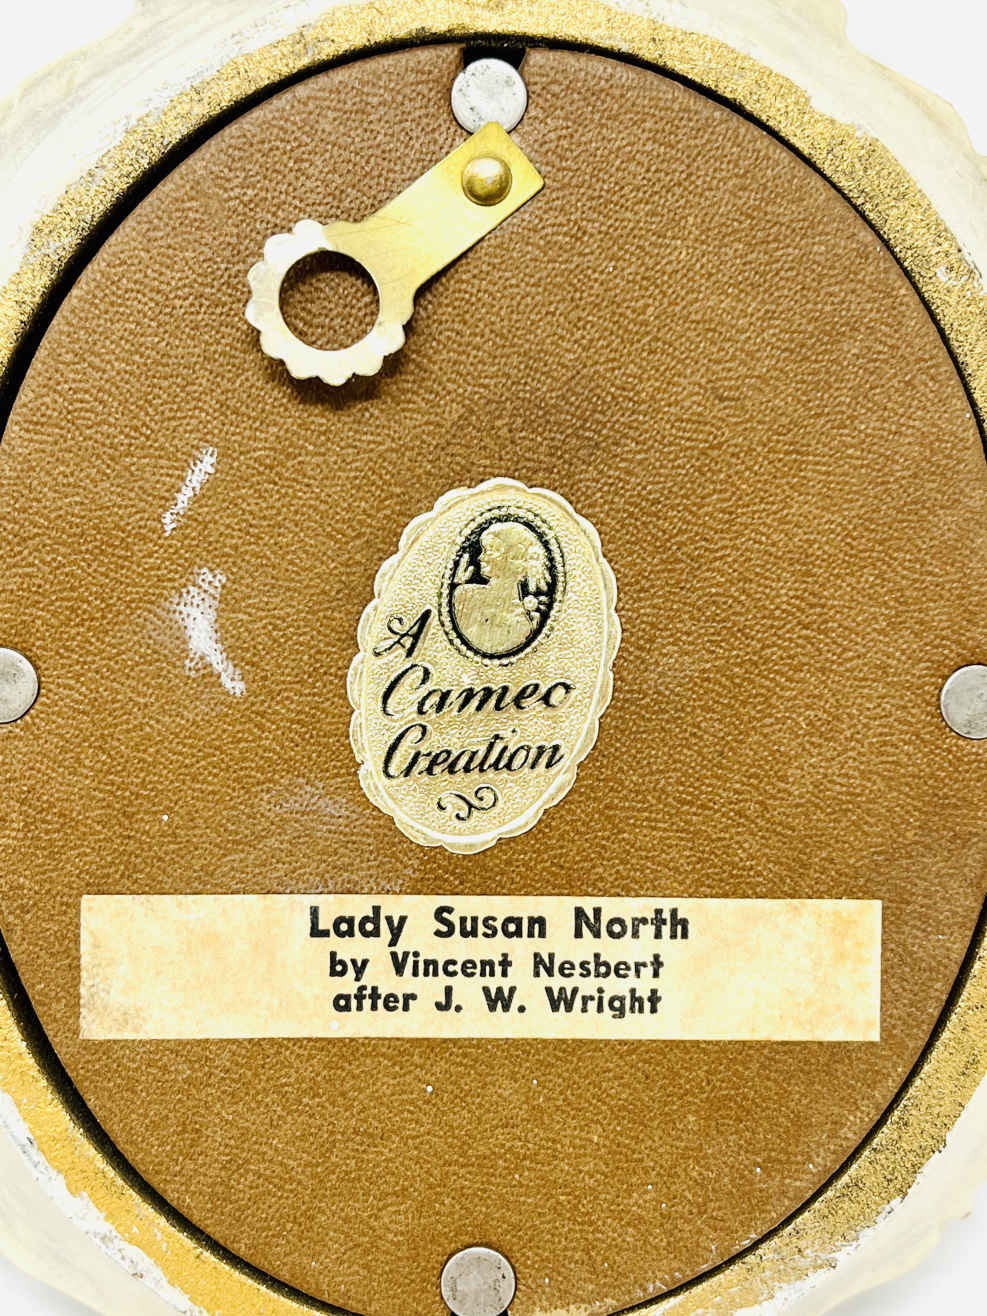 A
Cameo
Creation
Lady Susan North
by Vincent Nesbert
after J. W. Wright